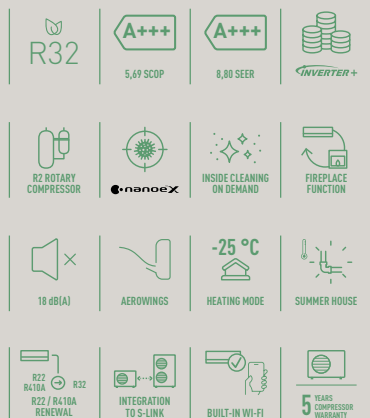 R32
A+++
5,69 SCOP
A+++
8,80 SEER
INVERTER+
R2 ROTARY
COMPRESSOR
nanoeX
INSIDE CLEANING
ON DEMAND
FIREPLACE
FUNCTION
18 dB(A)
AEROWINGS
-25 °C
HEATING MODE
SUMMER HOUSE
R22
R410A
R32
R22 / R410A
RENEWAL
INTEGRATION
TO S-LINK
BUILT-IN WI-FI
5 YEARS
COMPRESSOR
WARRANTY